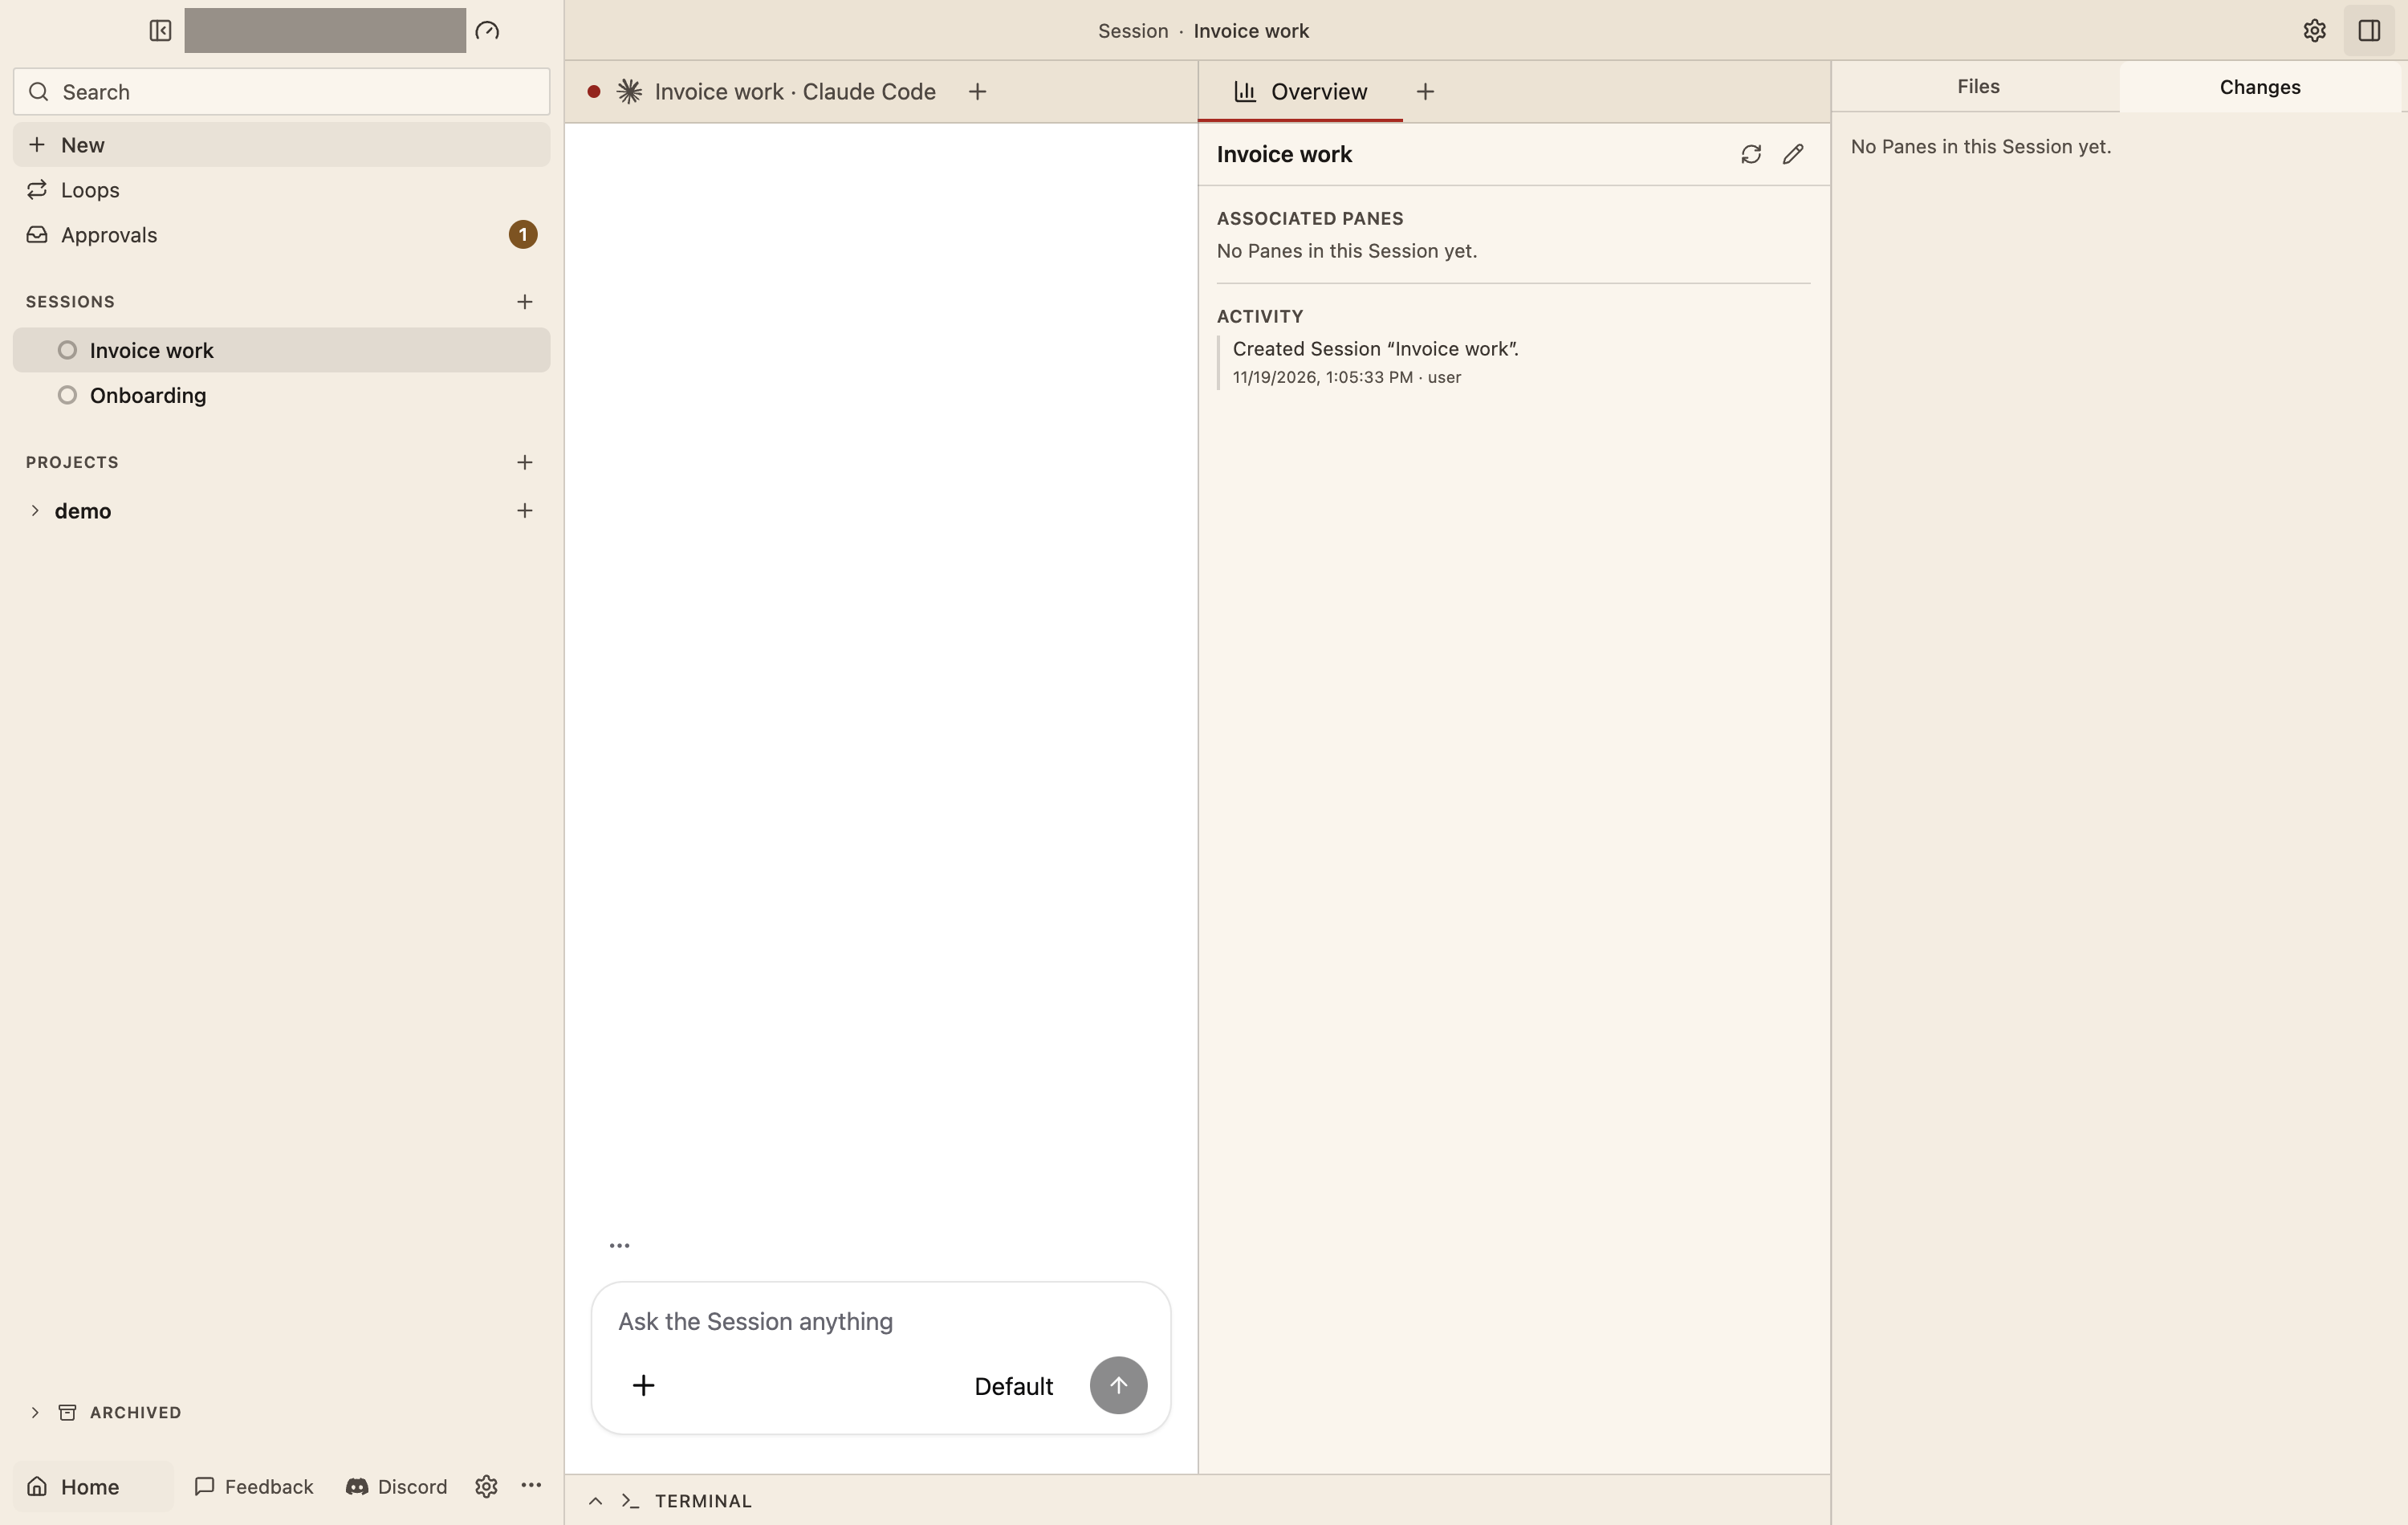 Session · Invoice work
Search
New
Loops
Approvals
1
SESSIONS
Invoice work
Onboarding
PROJECTS
demo
ARCHIVED
Home
Feedback
Discord
Invoice work · Claude Code
Ask the Session anything
Default
TERMINAL
Overview
Invoice work
ASSOCIATED PANES
No Panes in this Session yet.
ACTIVITY
Created Session “Invoice work”.
11/19/2026, 1:05:33 PM · user
Files
Changes
No Panes in this Session yet.